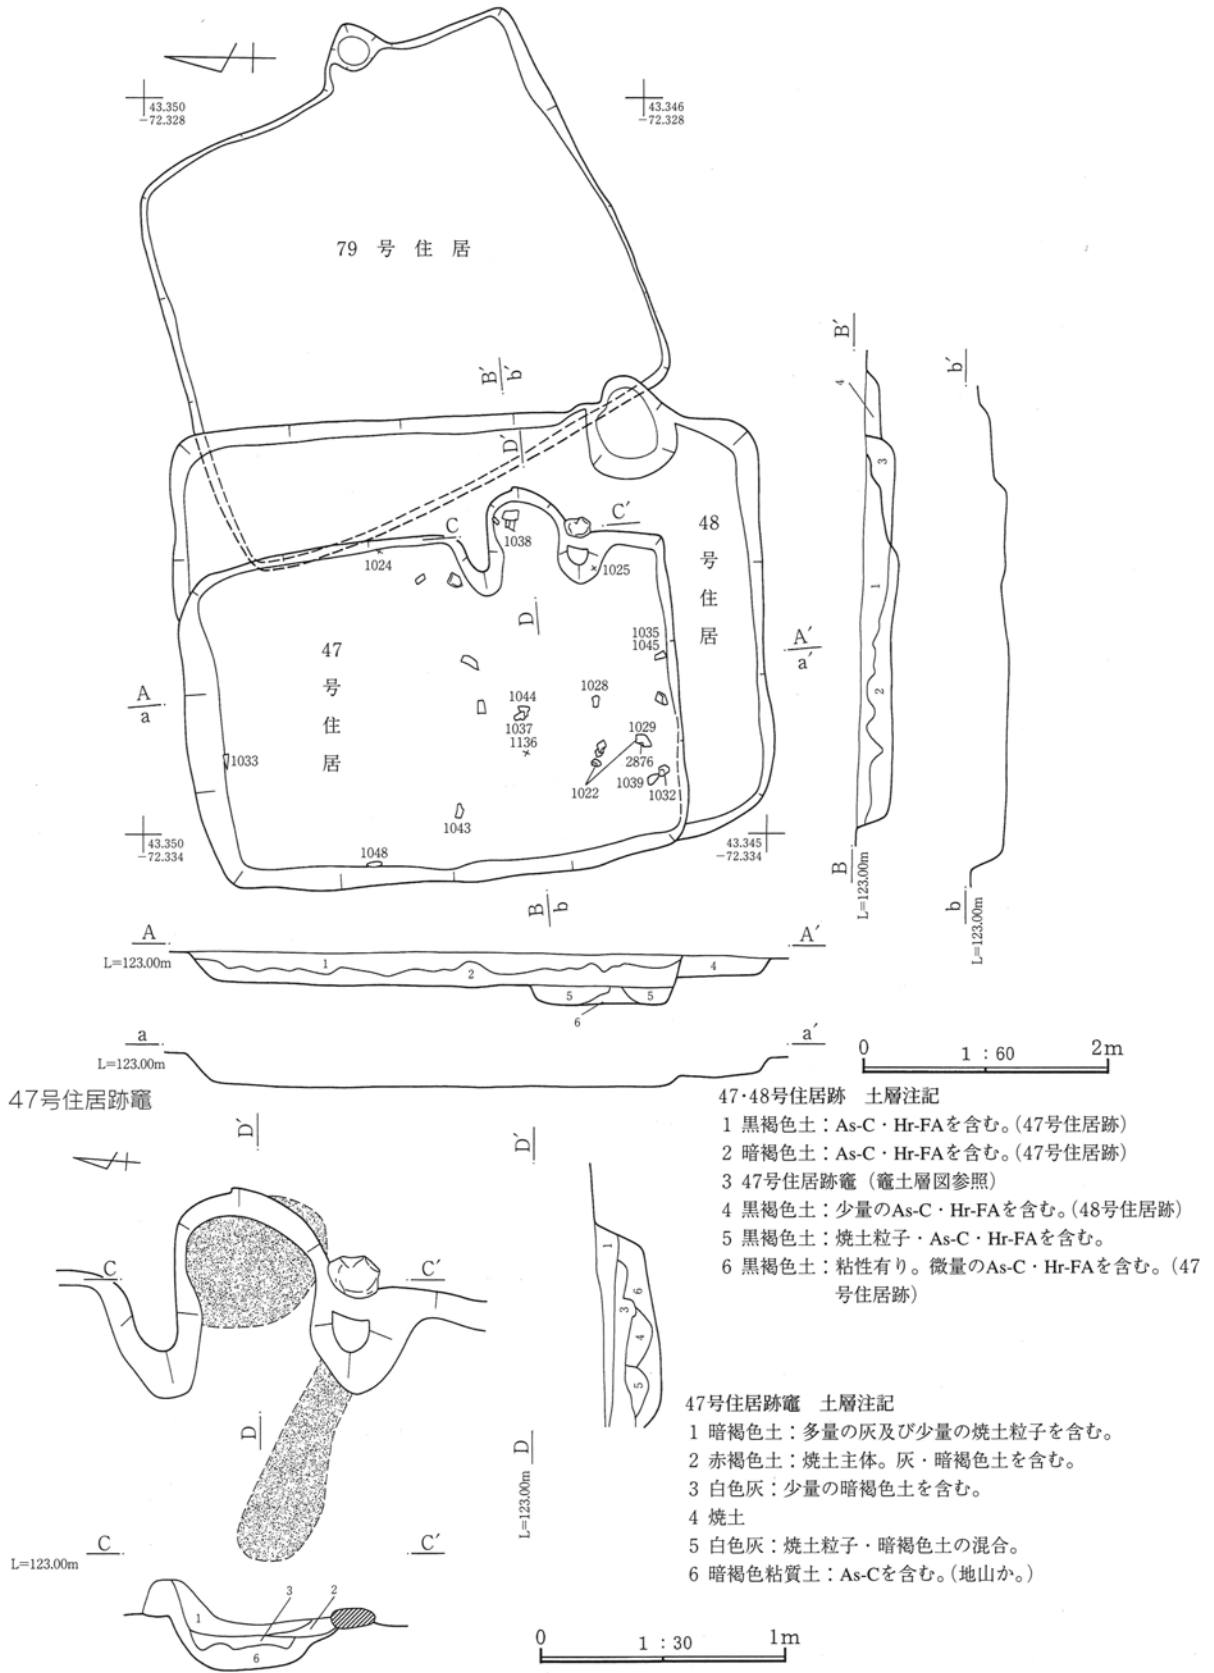 43.350
−72.328
43.346
−72.328
79 号 住 居
B′
b′
D′
C
C′
1038
1024
1025
48
号
住
居
D
47
号
住
居
1035
1045
A′
a′
A
a
1044
1037
1136
1028
1029
2876
1033
1022
1039
1032
1043
1048
43.350
−72.334
43.345
−72.334
B
b
B′
4
3
1
2
B
L=123.00m
b′
b
L=123.00m
A
A′
L=123.00m
1
2
4
5
5
6
a
a′
L=123.00m
0
1 : 60
2m
47号住居跡竈
47・48号住居跡 土層注記
1 黒褐色土：As-C・Hr-FAを含む。(47号住居跡)
2 暗褐色土：As-C・Hr-FAを含む。(47号住居跡)
3 47号住居跡竈（竈土層図参照）
4 黒褐色土：少量のAs-C・Hr-FAを含む。(48号住居跡)
5 黒褐色土：焼土粒子・As-C・Hr-FAを含む。
6 黒褐色土：粘性有り。微量のAs-C・Hr-FAを含む。(47
号住居跡)
D′
C
C′
D
D′
1
6
3
4
5
D
L=123.00m
47号住居跡竈 土層注記
1 暗褐色土：多量の灰及び少量の焼土粒子を含む。
2 赤褐色土：焼土主体。灰・暗褐色土を含む。
3 白色灰：少量の暗褐色土を含む。
4 焼土
5 白色灰：焼土粒子・暗褐色土の混合。
6 暗褐色粘質土：As-Cを含む。(地山か。)
C
C′
L=123.00m
3
2
1
6
0
1 : 30
1m